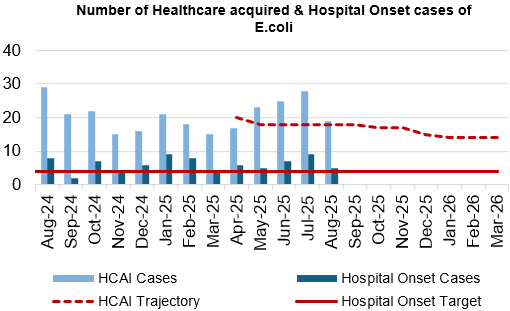 Number of Healthcare acquired & Hospital Onset cases of
E.coli
40
30
20
10
0
Aug-24
Sep-24
Oct-24
Nov-24
Dec-24
Jan-25
Feb-25
Mar-25
Apr-25
May-25
Jun-25
Jul-25
Aug-25
Sep-25
Oct-25
Nov-25
Dec-25
Jan-26
Feb-26
Mar-26
HCAI Cases
Hospital Onset Cases
HCAI Trajectory
Hospital Onset Target